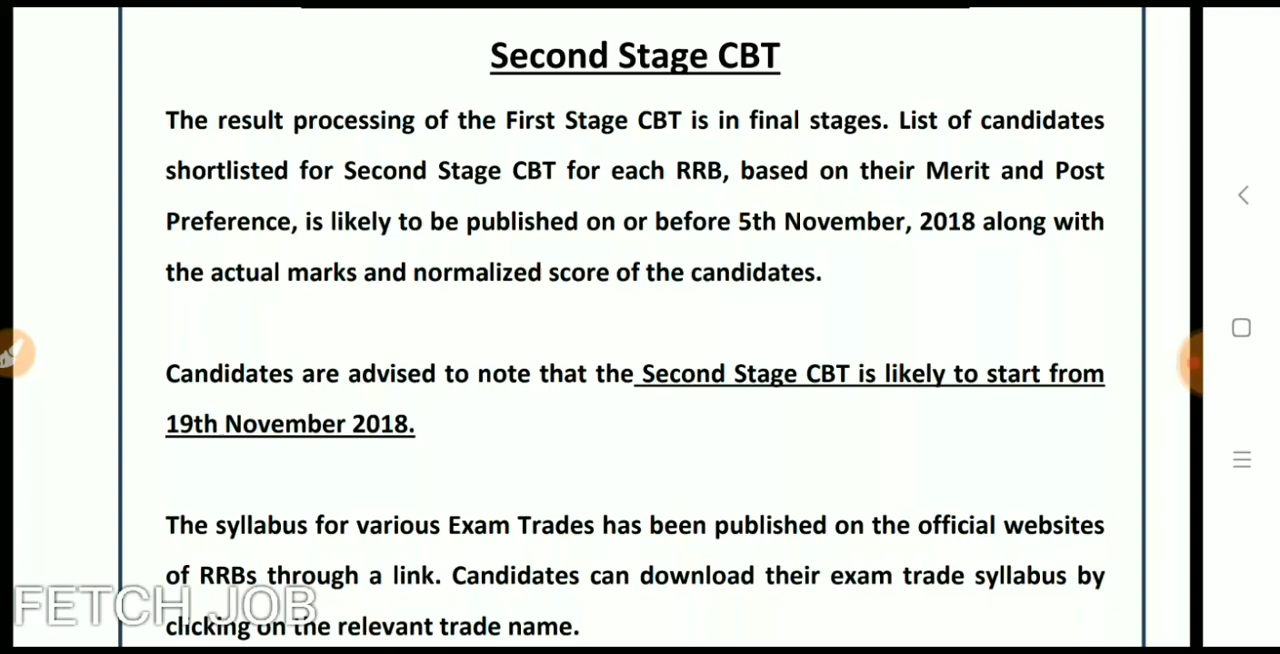 Second Stage CBT
The result processing of the First Stage CBT is in final stages. List of candidates
shortlisted for Second Stage CBT for each RRB, based on their Merit and Post
Preference, is likely to be published on or before 5th November, 2018 along with
the actual marks and normalized score of the candidates.
Candidates are advised to note that the Second Stage CBT is likely to start from
19th November 2018.
The syllabus for various Exam Trades has been published on the official websites
of RRBs through a link. Candidates can download their exam trade syllabus by
FETCH JOB
clicking on the relevant trade name.